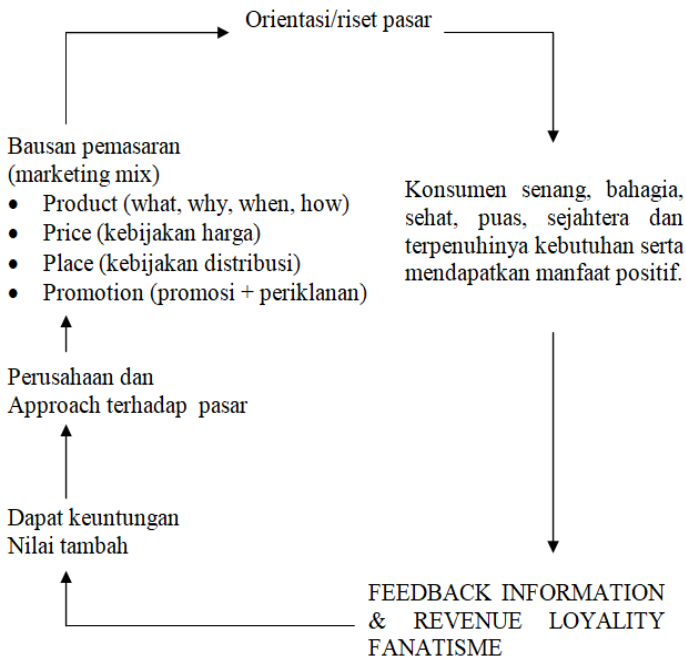 Orientasi/riset pasar
Bausan pemasaran
(marketing mix)
• Product (what, why, when, how)
• Price (kebijakan harga)
• Place (kebijakan distribusi)
• Promotion (promosi + periklanan)
Konsumen senang, bahagia,
sehat, puas, sejahtera dan
terpenuhinya kebutuhan serta
mendapatkan manfaat positif.
Perusahaan dan
Approach terhadap pasar
Dapat keuntungan
Nilai tambah
FEEDBACK INFORMATION
& REVENUE LOYALITY
FANATISME